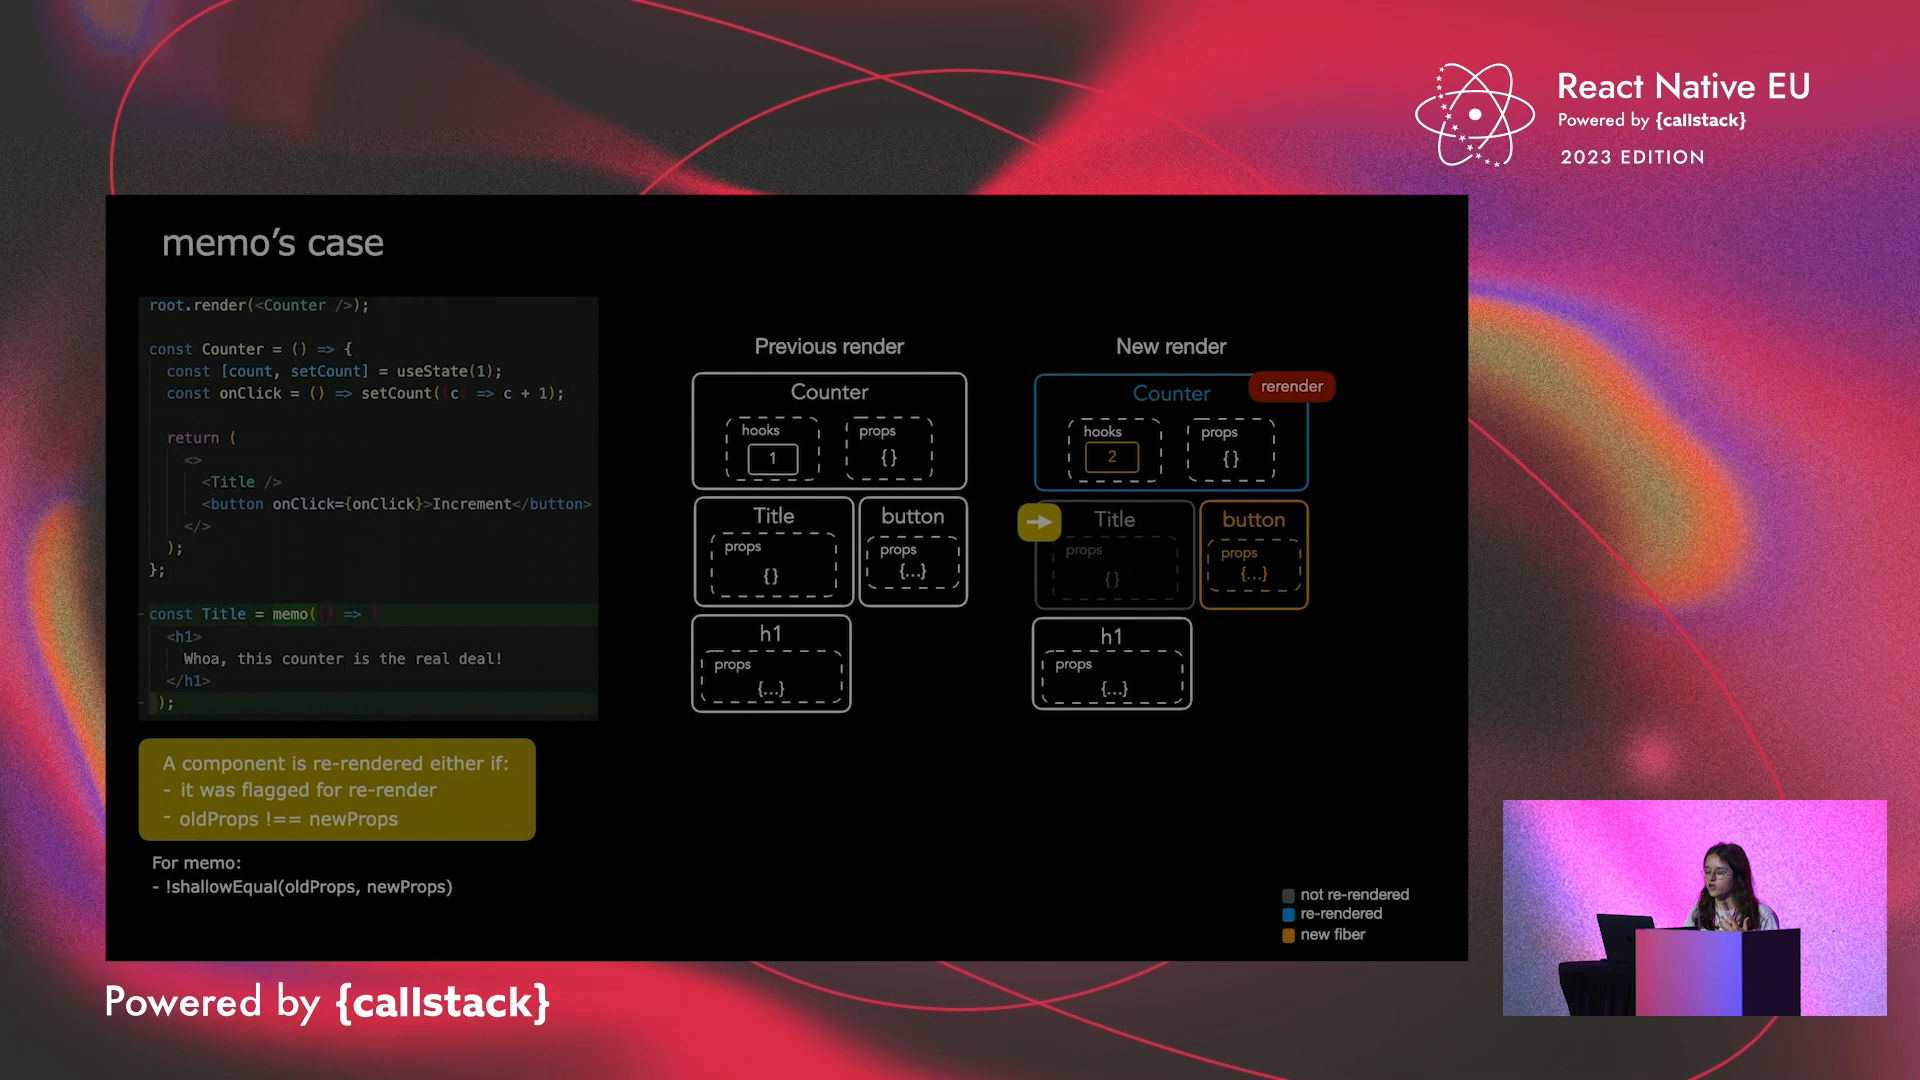 React Native EU
Powered by {callstack}
2023 EDITION
memo's case
root.render(<Counter />);
const Counter = () => {
const [count, setCount] = useState(1);
const onClick = () => setCount((c) => c + 1);
return (
<>
<Title />
<button onClick={onClick}>Increment</button>
</>
);
};
const Title = memo(() => (
<h1>
Whoa, this counter is the real deal!
</h1>
));
A component is re-rendered either if:
- it was flagged for re-render
- oldProps !== newProps
For memo:
- !shallowEqual(oldProps, newProps)
Previous render
Counter
hooks
1
props
{}
Title
props
{}
button
props
{...}
h1
props
{...}
New render
Counter
rerender
hooks
2
props
{}
Title
props
{}
button
props
{...}
h1
props
{...}
not re-rendered
re-rendered
new fiber
Powered by {callstack}